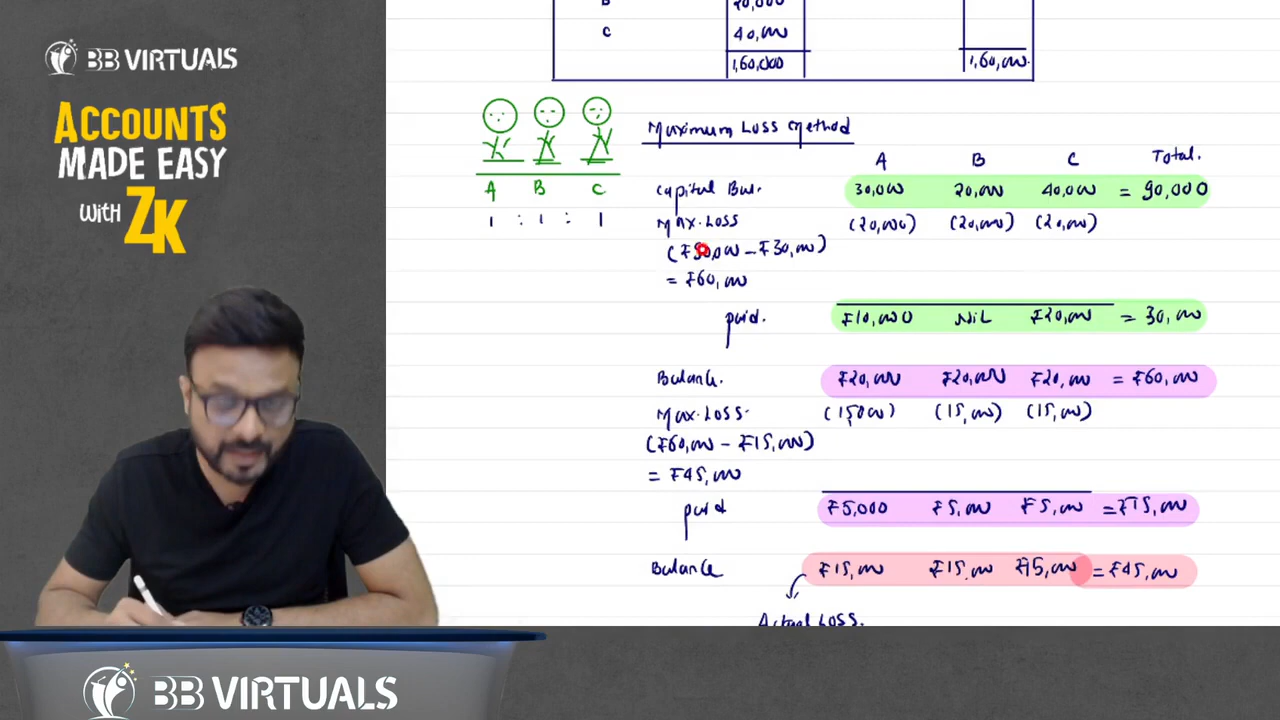 BB VIRTUALS
ACCOUNTS
MADE EASY
with ZK
B 20,000
C 40,000
1,60,000 1,60,000
Maximum Loss method
A B C Total.
Capital Bal. 30,000 20,000 40,000 = 90,000
Max. Loss (20,000) (20,000) (20,000)
(₹90,000 - ₹30,000)
= ₹60,000
A B C
1 : 1 : 1
paid. ₹10,000 NiL ₹20,000 = 30,000
Balance. ₹20,000 ₹20,000 ₹20,000 = ₹60,000
Max. Loss. (15,000) (15,000) (15,000)
(₹60,000 - ₹15,000)
= ₹45,000
paid ₹5,000 ₹5,000 ₹5,000 = ₹15,000
Balance ₹15,000 ₹15,000 ₹15,000 = ₹45,000
Actual Loss.
BB VIRTUALS